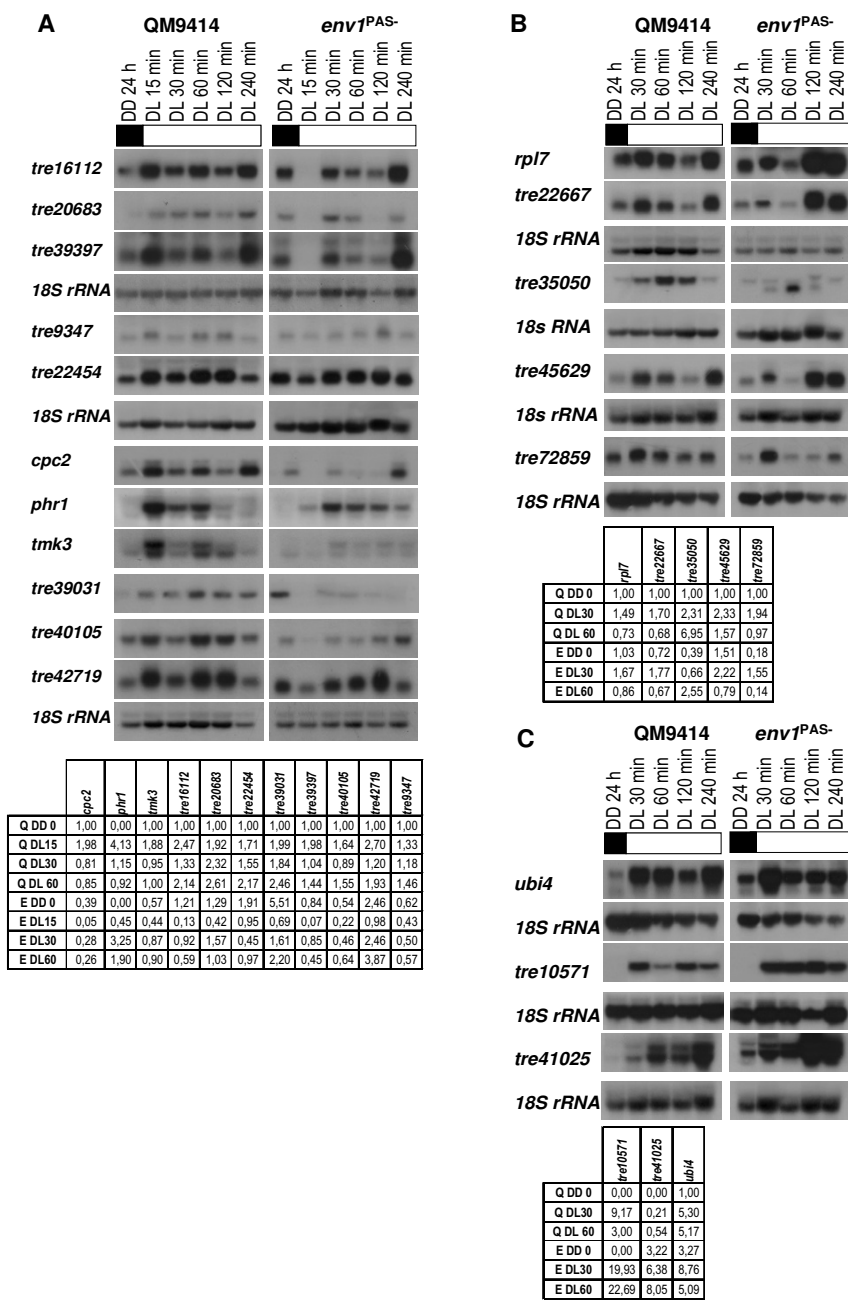 A
QM9414 env1PAS-
DD 24 h DL 15 min DL 30 min DL 60 min DL 120 min DL 240 min DD 24 h DL 15 min DL 30 min DL 60 min DL 120 min DL 240 min
tre16112
tre20683
tre39397
18S rRNA
tre9347
tre22454
18S rRNA
cpc2
phr1
tmk3
tre39031
tre40105
tre42719
18S rRNA
cpc2 phr1 tmk3 tre16112 tre20683 tre22454 tre39031 tre39397 tre40105 tre42719 tre9347
Q DD 0 1,00 0,00 1,00 1,00 1,00 1,00 1,00 1,00 1,00 1,00 1,00
Q DL15 1,98 4,13 1,88 2,47 1,92 1,71 1,99 1,98 1,64 2,70 1,33
Q DL30 0,81 1,15 0,95 1,33 2,32 1,55 1,84 1,04 0,89 1,20 1,18
Q DL 60 0,85 0,92 1,00 2,14 2,61 2,17 2,46 1,44 1,55 1,93 1,46
E DD 0 0,39 0,00 0,57 1,21 1,29 1,91 5,51 0,84 0,54 2,46 0,62
E DL15 0,05 0,45 0,44 0,13 0,42 0,95 0,69 0,07 0,22 0,98 0,43
E DL30 0,28 3,25 0,87 0,92 1,57 0,45 1,61 0,85 0,46 2,46 0,50
E DL60 0,26 1,90 0,90 0,59 1,03 0,97 2,20 0,45 0,64 3,87 0,57
B
QM9414 env1PAS-
DD 24 h DL 30 min DL 60 min DL 120 min DL 240 min DD 24 h DL 30 min DL 60 min DL 120 min DL 240 min
rpl7
tre22667
18S rRNA
tre35050
18s RNA
tre45629
18s rRNA
tre72859
18S rRNA
rpl7 tre22667 tre35050 tre45629 tre72859
Q DD 0 1,00 1,00 1,00 1,00 1,00
Q DL30 1,49 1,70 2,31 2,33 1,94
Q DL 60 0,73 0,68 6,95 1,57 0,97
E DD 0 1,03 0,72 0,39 1,51 0,18
E DL30 1,67 1,77 0,66 2,22 1,55
E DL60 0,86 0,67 2,55 0,79 0,14
C
QM9414 env1PAS-
DD 24 h DL 30 min DL 60 min DL 120 min DL 240 min DD 24 h DL 30 min DL 60 min DL 120 min DL 240 min
ubi4
18S rRNA
tre10571
18S rRNA
tre41025
18S rRNA
tre10571 tre41025 ubi4
Q DD 0 0,00 0,00 1,00
Q DL30 9,17 0,21 5,30
Q DL 60 3,00 0,54 5,17
E DD 0 0,00 3,22 3,27
E DL30 19,93 6,38 8,76
E DL60 22,69 8,05 5,09